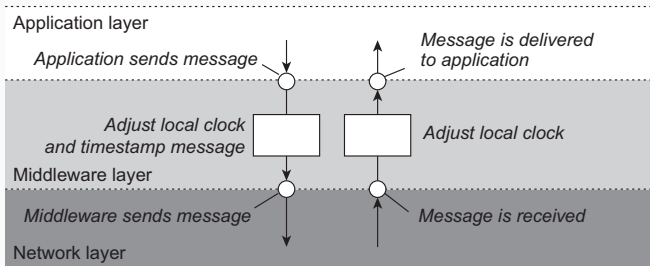 Application layer
Application sends message
Message is delivered
to application
Adjust local clock
and timestamp message
Adjust local clock
Middleware layer
Middleware sends message
Message is received
Network layer